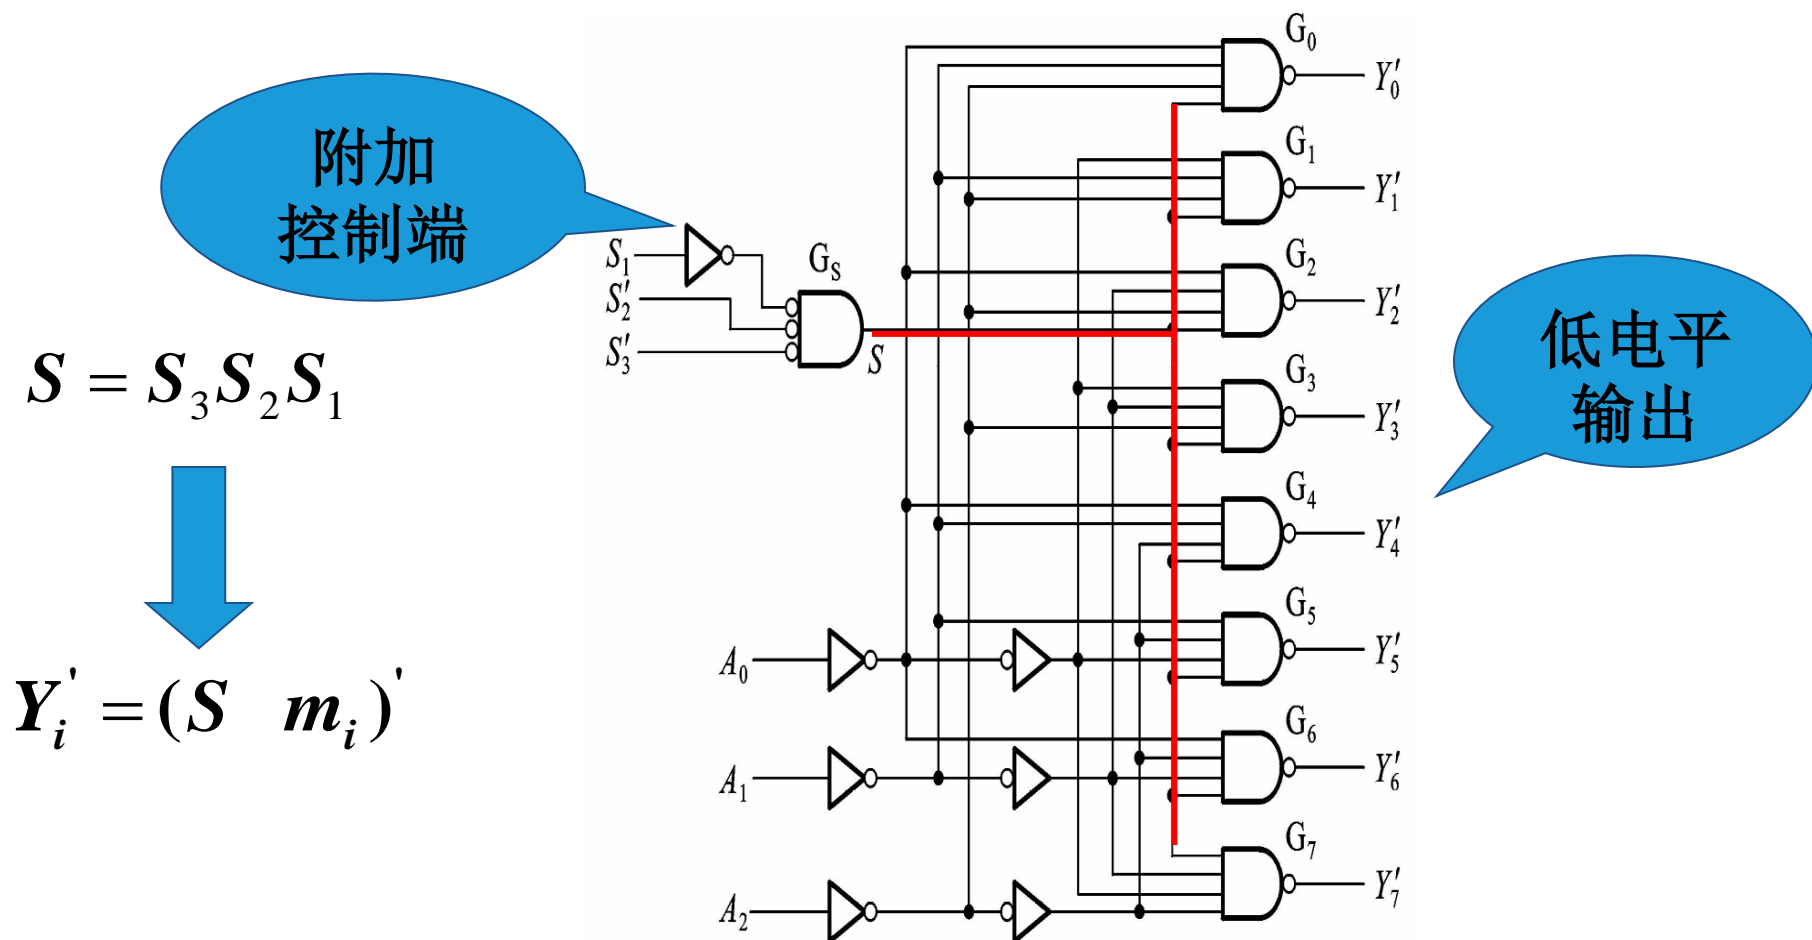 附加
控制端
S = S₃S₂S₁
Yᵢ' = (S mᵢ)'
S₁
S₂′
S₃′
G_S
S
A₀
A₁
A₂
G₀
Y₀′
G₁
Y₁′
G₂
Y₂′
G₃
Y₃′
G₄
Y₄′
G₅
Y₅′
G₆
Y₆′
G₇
Y₇′
低电平
输出